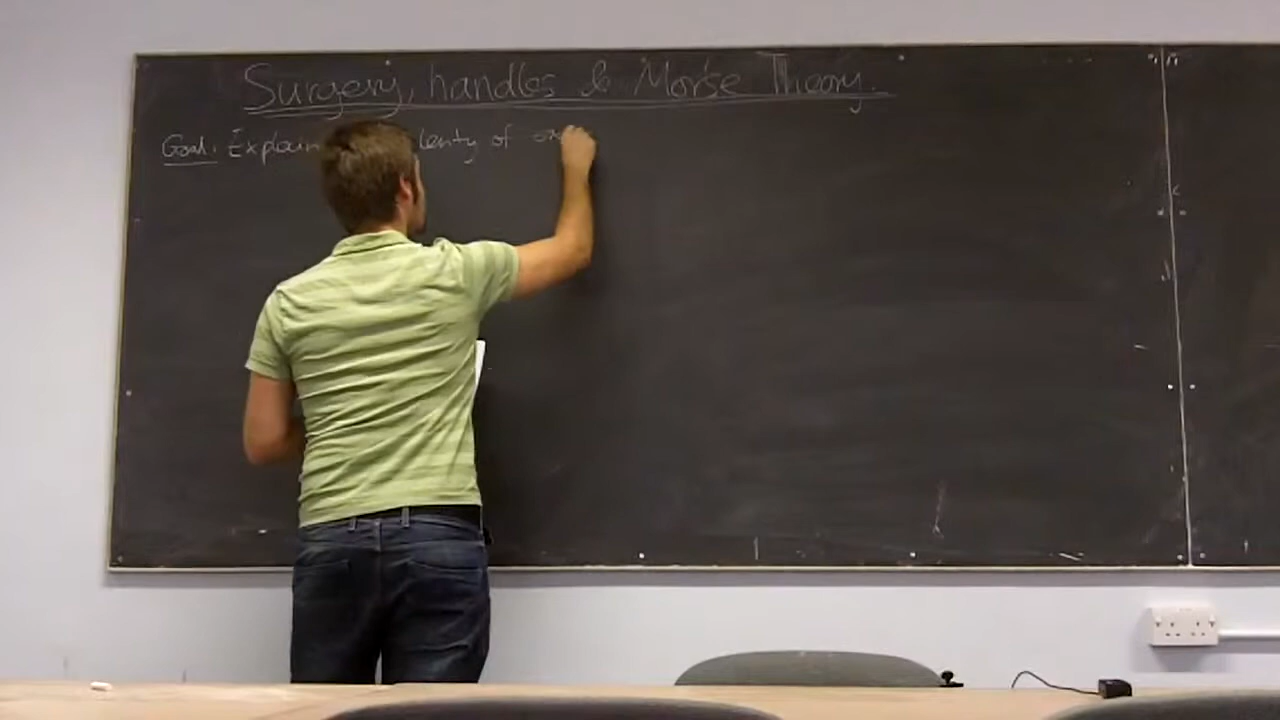 Surgery, handles & Morse Theory.
Goal: Explain lenty of